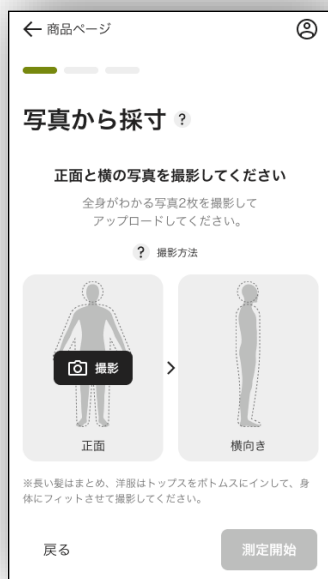 ← 商品ページ
写真から採寸 ?
正面と横の写真を撮影してください
全身がわかる写真2枚を撮影して
アップロードしてください。
? 撮影方法
撮影
正面
横向き
※長い髪はまとめ、洋服はトップスをボトムスにインして、身
体にフィットさせて撮影してください。
戻る
測定開始